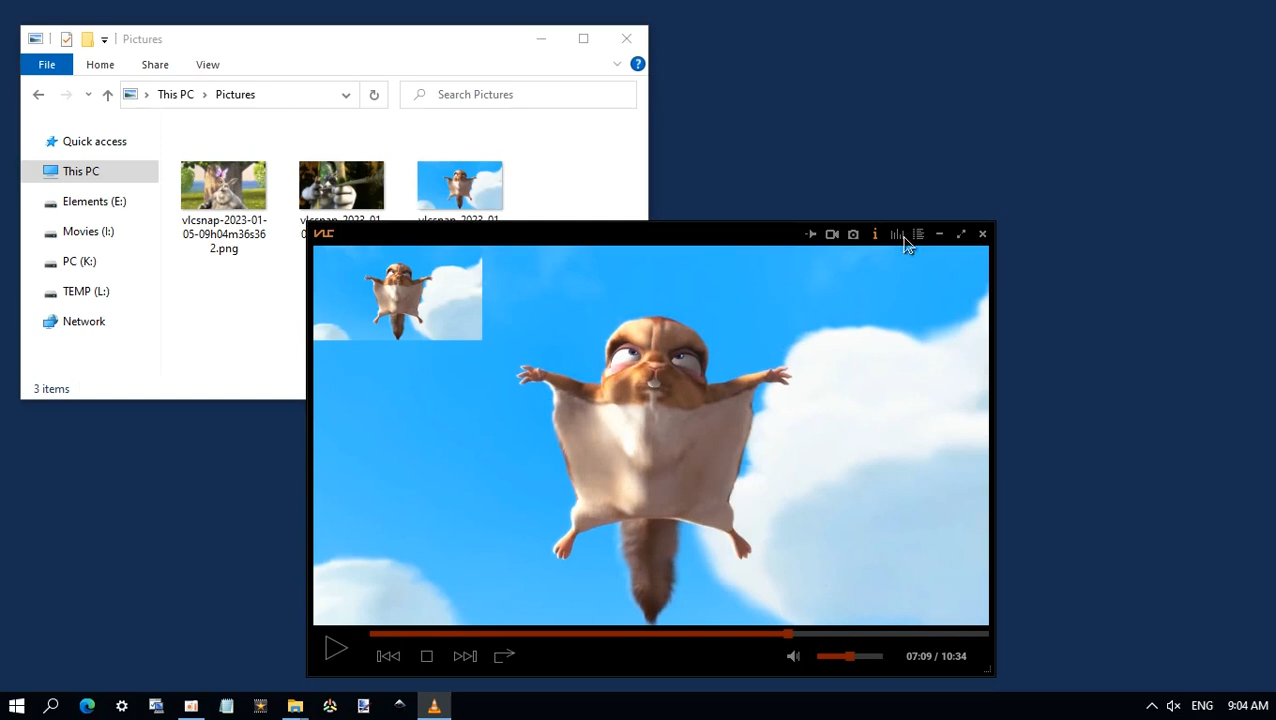 Pictures
File Home Share View
This PC Pictures
Search Pictures
Quick access
This PC
Elements (E:)
Movies (I:)
PC (K:)
TEMP (L:)
Network
vlcsnap-2023-01-
05-09h04m36s36
2.png
3 items
VLC
07:09 / 10:34
ENG
9:04 AM